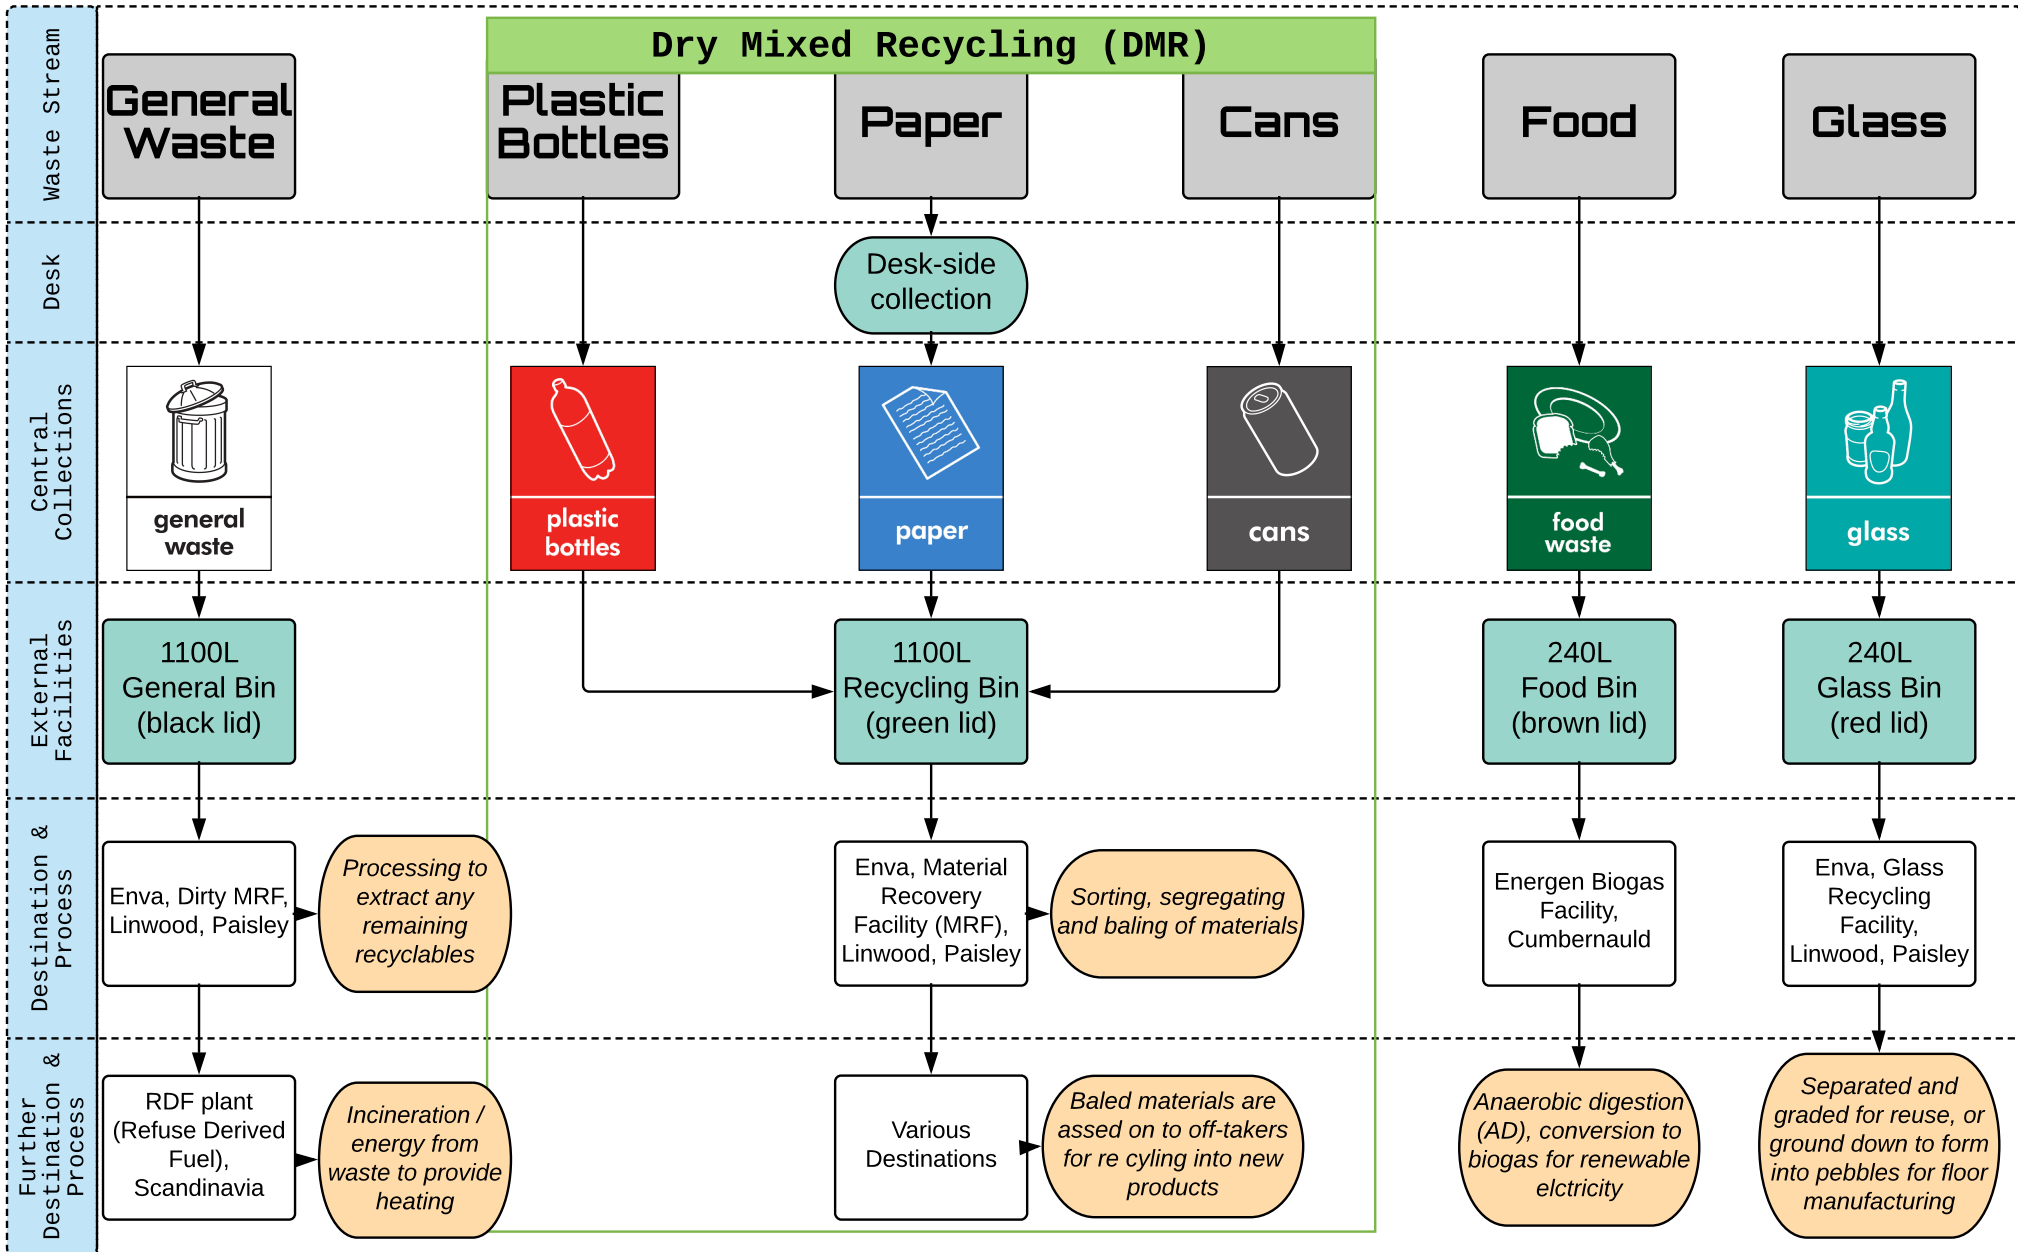 Waste Stream
Dry Mixed Recycling (DMR)
General
Waste
Plastic
Bottles
Paper
Cans
Food
Glass
Desk
Desk-side
collection
Central
Collections
general
waste
plastic
bottles
paper
cans
food
waste
glass
External
Facilities
1100L
General Bin
(black lid)
1100L
Recycling Bin
(green lid)
240L
Food Bin
(brown lid)
240L
Glass Bin
(red lid)
Destination &
Process
Enva, Dirty MRF,
Linwood, Paisley
Processing to
extract any
remaining
recyclables
Enva, Material
Recovery
Facility (MRF),
Linwood, Paisley
Sorting, segregating
and baling of materials
Energen Biogas
Facility,
Cumbernauld
Enva, Glass
Recycling
Facility,
Linwood, Paisley
Further
Destination &
Process
RDF plant
(Refuse Derived
Fuel),
Scandinavia
Incineration /
energy from
waste to provide
heating
Various
Destinations
Baled materials are
assed on to off-takers
for re cyling into new
products
Anaerobic digestion
(AD), conversion to
biogas for renewable
elctricity
Separated and
graded for reuse, or
ground down to form
into pebbles for floor
manufacturing